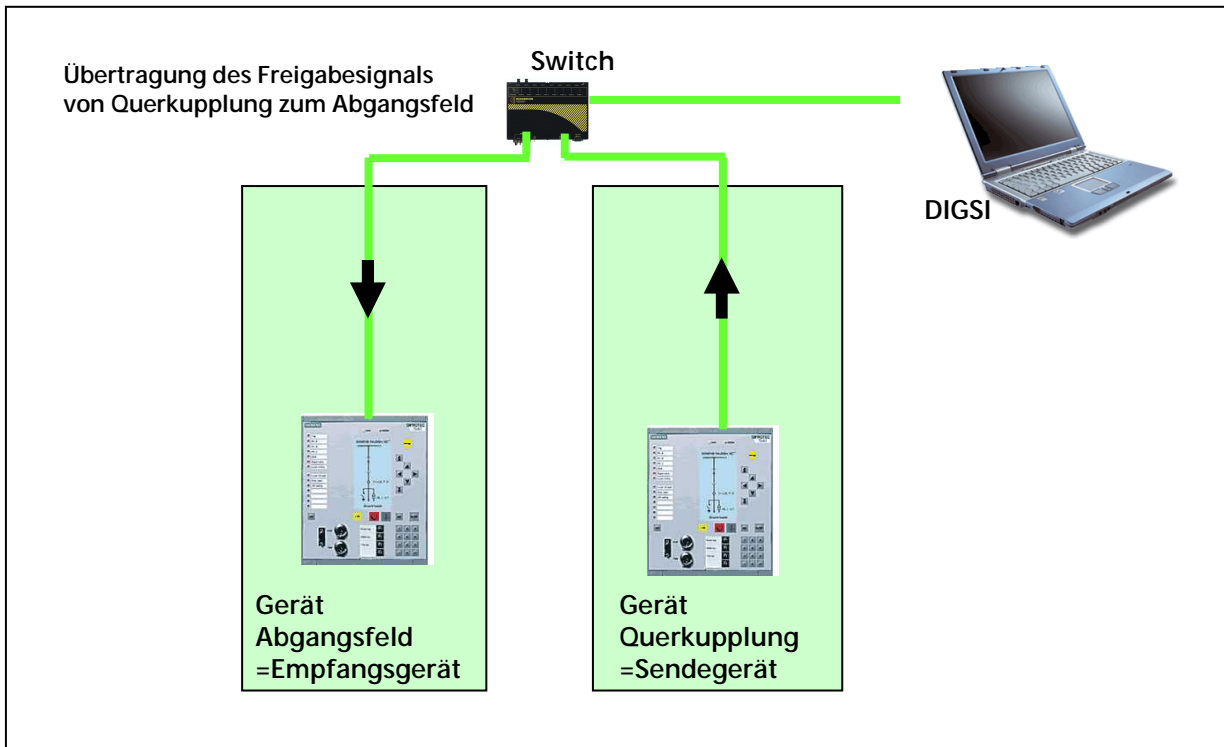 Übertragung des Freigabesignals
von Querkupplung zum Abgangsfeld
Switch
DIGSI
Gerät
Abgangsfeld
=Empfangsgerät
Gerät
Querkupplung
=Sendegerät